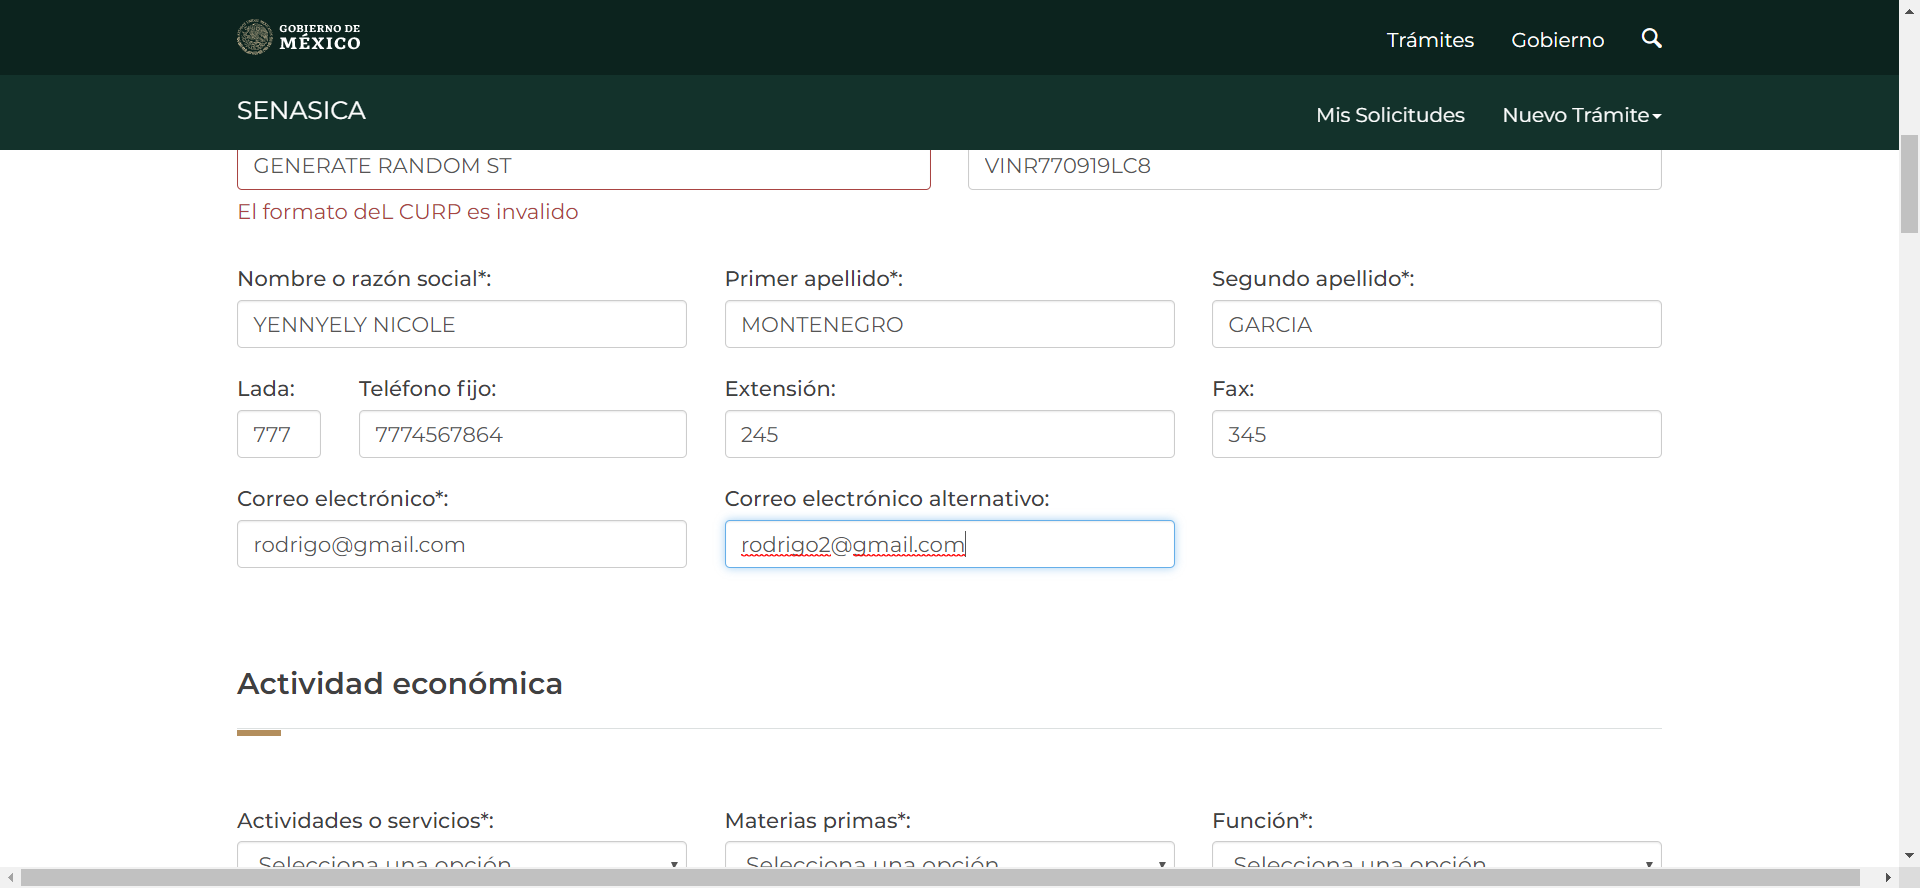 GOBIERNO DE
MÉXICO
Trámites Gobierno
SENASICA
Mis Solicitudes Nuevo Trámite
GENERATE RANDOM ST VINR770919LC8
El formato deL CURP es invalido
Nombre o razón social*: Primer apellido*: Segundo apellido*:
YENNYELY NICOLE MONTENEGRO GARCIA
Lada: Teléfono fijo: Extensión: Fax:
777 7774567864 245 345
Correo electrónico*: Correo electrónico alternativo:
rodrigo@gmail.com rodrigo2@gmail.com
Actividad económica
Actividades o servicios*: Materias primas*: Función*:
Selecciona una opción Selecciona una opción Selecciona una opción